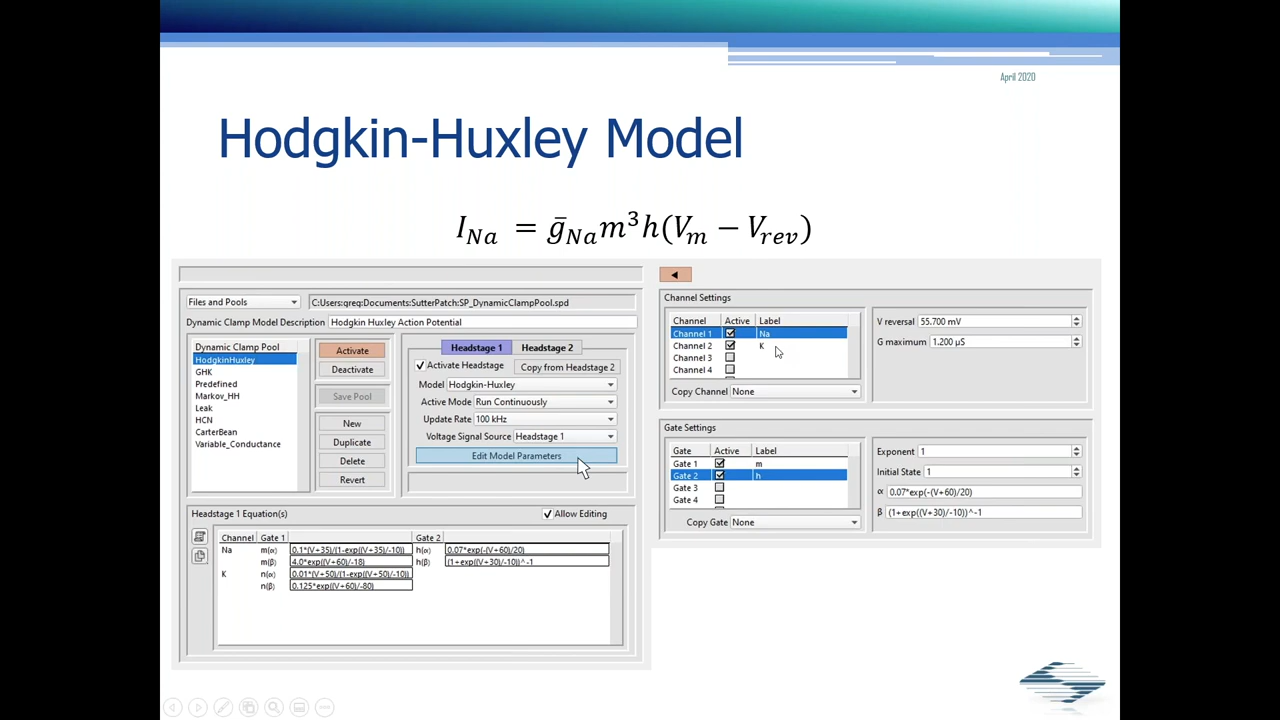 April 2020
Hodgkin-Huxley Model
I_Na = ḡ_Na m³h(V_m − V_rev)
Files and Pools
C:Users:greg:Documents:SutterPatch:SP_DynamicClampPool.spd
Dynamic Clamp Model Description Hodgkin Huxley Action Potential
Dynamic Clamp Pool
HodgkinHuxley
GHK
Predefined
Markov_HH
Leak
HCN
CarterBean
Variable_Conductance
Activate
Deactivate
Save Pool
New
Duplicate
Delete
Revert
Headstage 1 Headstage 2
Activate Headstage Copy from Headstage 2
Model Hodgkin-Huxley
Active Mode Run Continuously
Update Rate 100 kHz
Voltage Signal Source Headstage 1
Edit Model Parameters
Headstage 1 Equation(s) Allow Editing
Channel Gate 1 Gate 2
Na m(α) 0.1*(V+35)/(1-exp((V+35)/-10)) h(α) 0.07*exp(-(V+60)/20)
m(β) 4.0*exp((V+60)/-18) h(β) (1+exp((V+30)/-10))^-1
K n(α) 0.01*(V+50)/(1-exp((V+50)/-10))
n(β) 0.125*exp((V+60)/-80)
Channel Settings
Channel Active Label
Channel 1 Na
Channel 2 K
Channel 3
Channel 4
Copy Channel None
V reversal 55.700 mV
G maximum 1.200 µS
Gate Settings
Gate Active Label
Gate 1 m
Gate 2 h
Gate 3
Gate 4
Copy Gate None
Exponent 1
Initial State 1
α 0.07*exp(-(V+60)/20)
β (1+exp((V+30)/-10))^-1